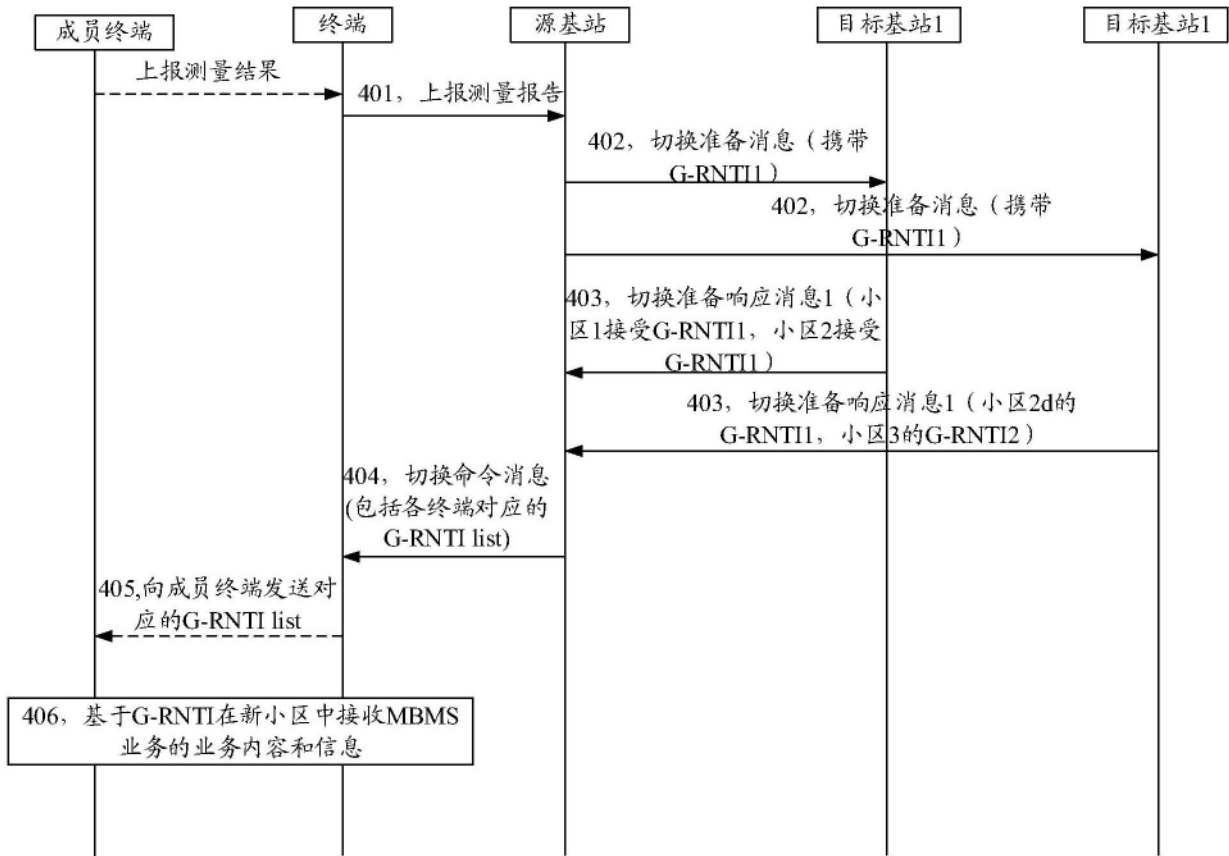 成员终端
终端
源基站
目标基站1
目标基站1
上报测量结果
401，上报测量报告
402，切换准备消息（携带
G-RNTI1）
402，切换准备消息（携带
G-RNTI1）
403，切换准备响应消息1（小
区1接受G-RNTI1，小区2接受
G-RNTI1）
403，切换准备响应消息1（小区2d的
G-RNTI1，小区3的G-RNTI2）
404，切换命令消息
(包括各终端对应的
G-RNTI list)
405,向成员终端发送对
应的G-RNTI list
406，基于G-RNTI在新小区中接收MBMS
业务的业务内容和信息